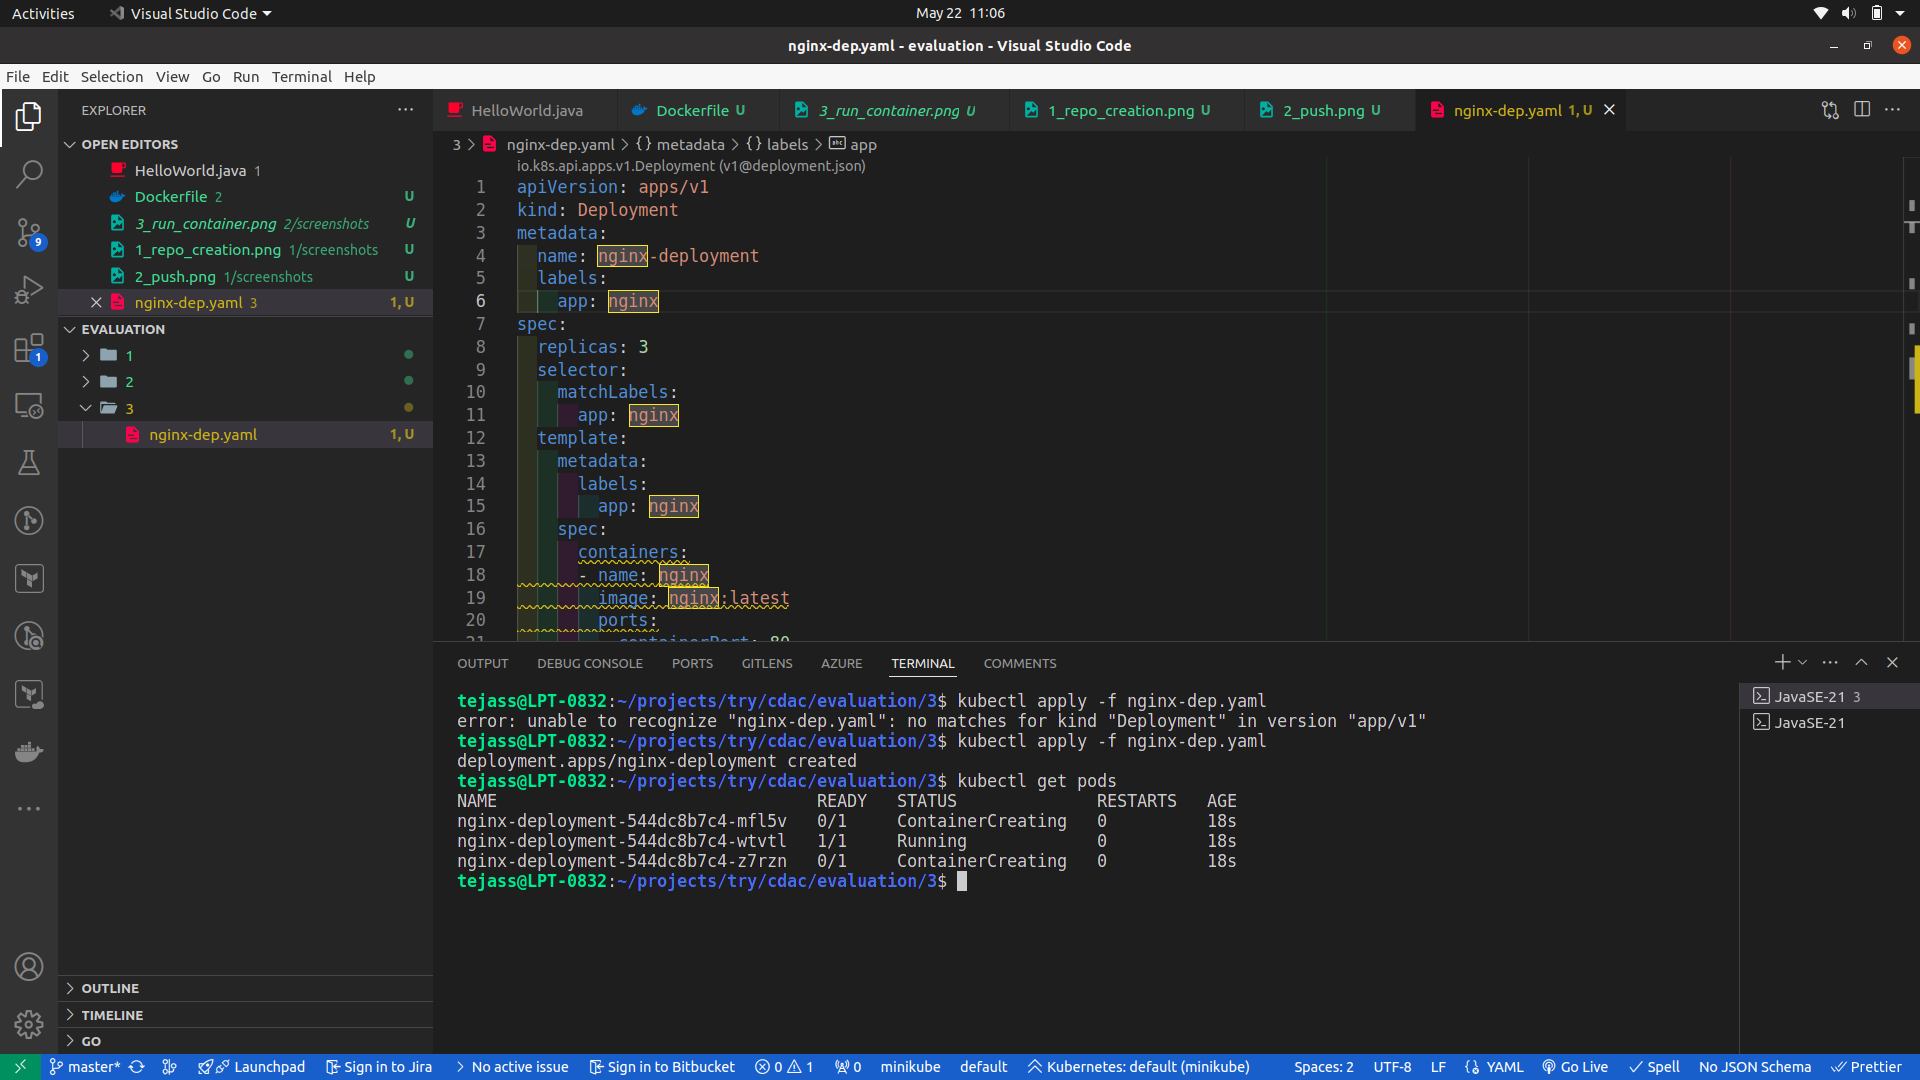 Activities
Visual Studio Code
May 22 11:06
nginx-dep.yaml - evaluation - Visual Studio Code
File Edit Selection View Go Run Terminal Help
EXPLORER
OPEN EDITORS
HelloWorld.java 1
Dockerfile 2 U
3_run_container.png 2/screenshots U
1_repo_creation.png 1/screenshots U
2_push.png 1/screenshots U
nginx-dep.yaml 3 1, U
EVALUATION
1
2
3
nginx-dep.yaml 1, U
OUTLINE
TIMELINE
GO
9
1
HelloWorld.java Dockerfile U 3_run_container.png U 1_repo_creation.png U 2_push.png U nginx-dep.yaml 1, U
3 > nginx-dep.yaml > {} metadata > {} labels > abc app
io.k8s.api.apps.v1.Deployment (v1@deployment.json)
1 apiVersion: apps/v1
2 kind: Deployment
3 metadata:
4 name: nginx-deployment
5 labels:
6 app: nginx
7 spec:
8 replicas: 3
9 selector:
10 matchLabels:
11 app: nginx
12 template:
13 metadata:
14 labels:
15 app: nginx
16 spec:
17 containers:
18 - name: nginx
19 image: nginx:latest
20 ports:
21 - containerPort: 80
OUTPUT DEBUG CONSOLE PORTS GITLENS AZURE TERMINAL COMMENTS
tejass@LPT-0832:~/projects/try/cdac/evaluation/3$ kubectl apply -f nginx-dep.yaml
error: unable to recognize "nginx-dep.yaml": no matches for kind "Deployment" in version "app/v1"
tejass@LPT-0832:~/projects/try/cdac/evaluation/3$ kubectl apply -f nginx-dep.yaml
deployment.apps/nginx-deployment created
tejass@LPT-0832:~/projects/try/cdac/evaluation/3$ kubectl get pods
NAME READY STATUS RESTARTS AGE
nginx-deployment-544dc8b7c4-mfl5v 0/1 ContainerCreating 0 18s
nginx-deployment-544dc8b7c4-wtvtl 1/1 Running 0 18s
nginx-deployment-544dc8b7c4-z7rzn 0/1 ContainerCreating 0 18s
tejass@LPT-0832:~/projects/try/cdac/evaluation/3$
JavaSE-21 3
JavaSE-21
master* Launchpad Sign in to Jira No active issue Sign in to Bitbucket 0 1 0 minikube default Kubernetes: default (minikube) Spaces: 2 UTF-8 LF {} YAML Go Live Spell No JSON Schema Prettier